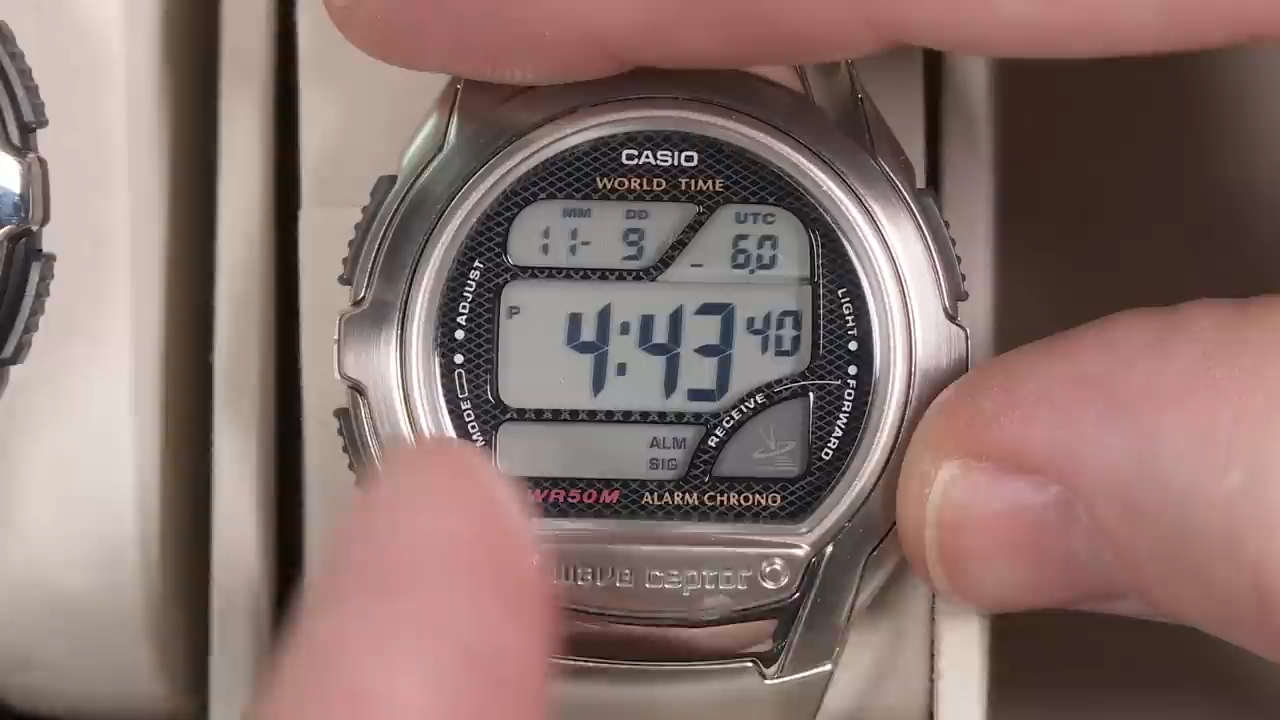 CASIO
WORLD TIME
MM DD UTC
11- 9 -6.0
P 4:43 40
ADJUST
MODE
LIGHT
FORWARD
RECEIVE
ALM
SIG
WR50M ALARM CHRONO
wave ceptor